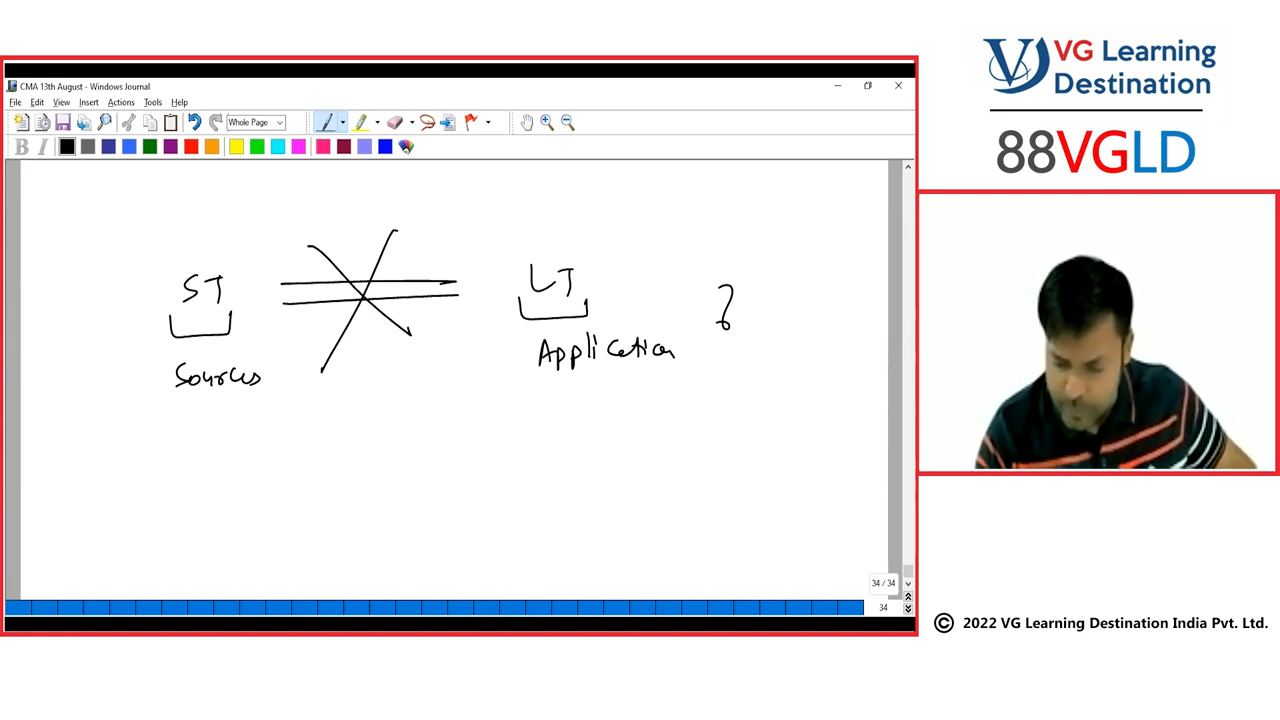 CMA 13th August - Windows Journal
File Edit View Insert Actions Tools Help
Whole Page
B I
ST LT ?
Sources Application
34 / 34
34
VG Learning
Destination
88VGLD
© 2022 VG Learning Destination India Pvt. Ltd.